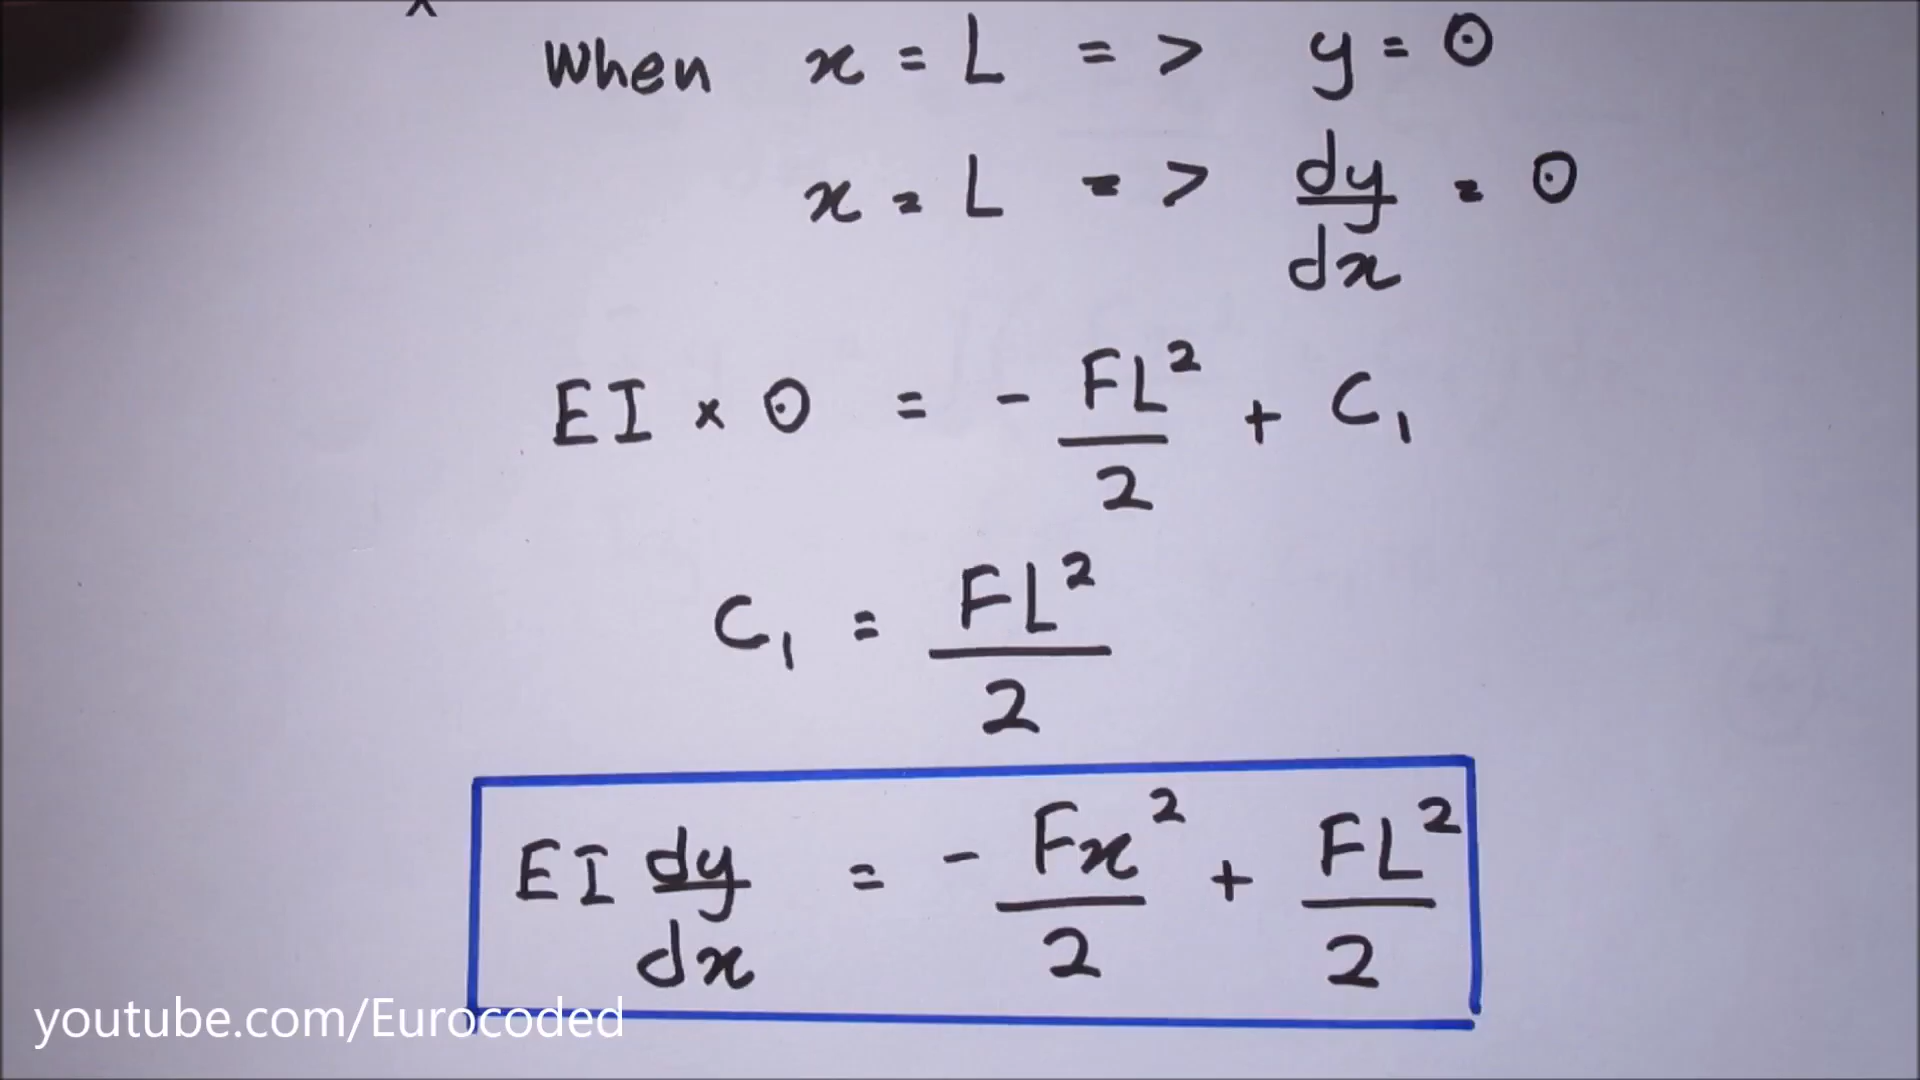 When x = L => y = 0
x = L => dy/dx = 0
EI × 0 = - FL²/2 + C₁
C₁ = FL²/2
EI dy/dx = - Fx²/2 + FL²/2
youtube.com/Eurocoded